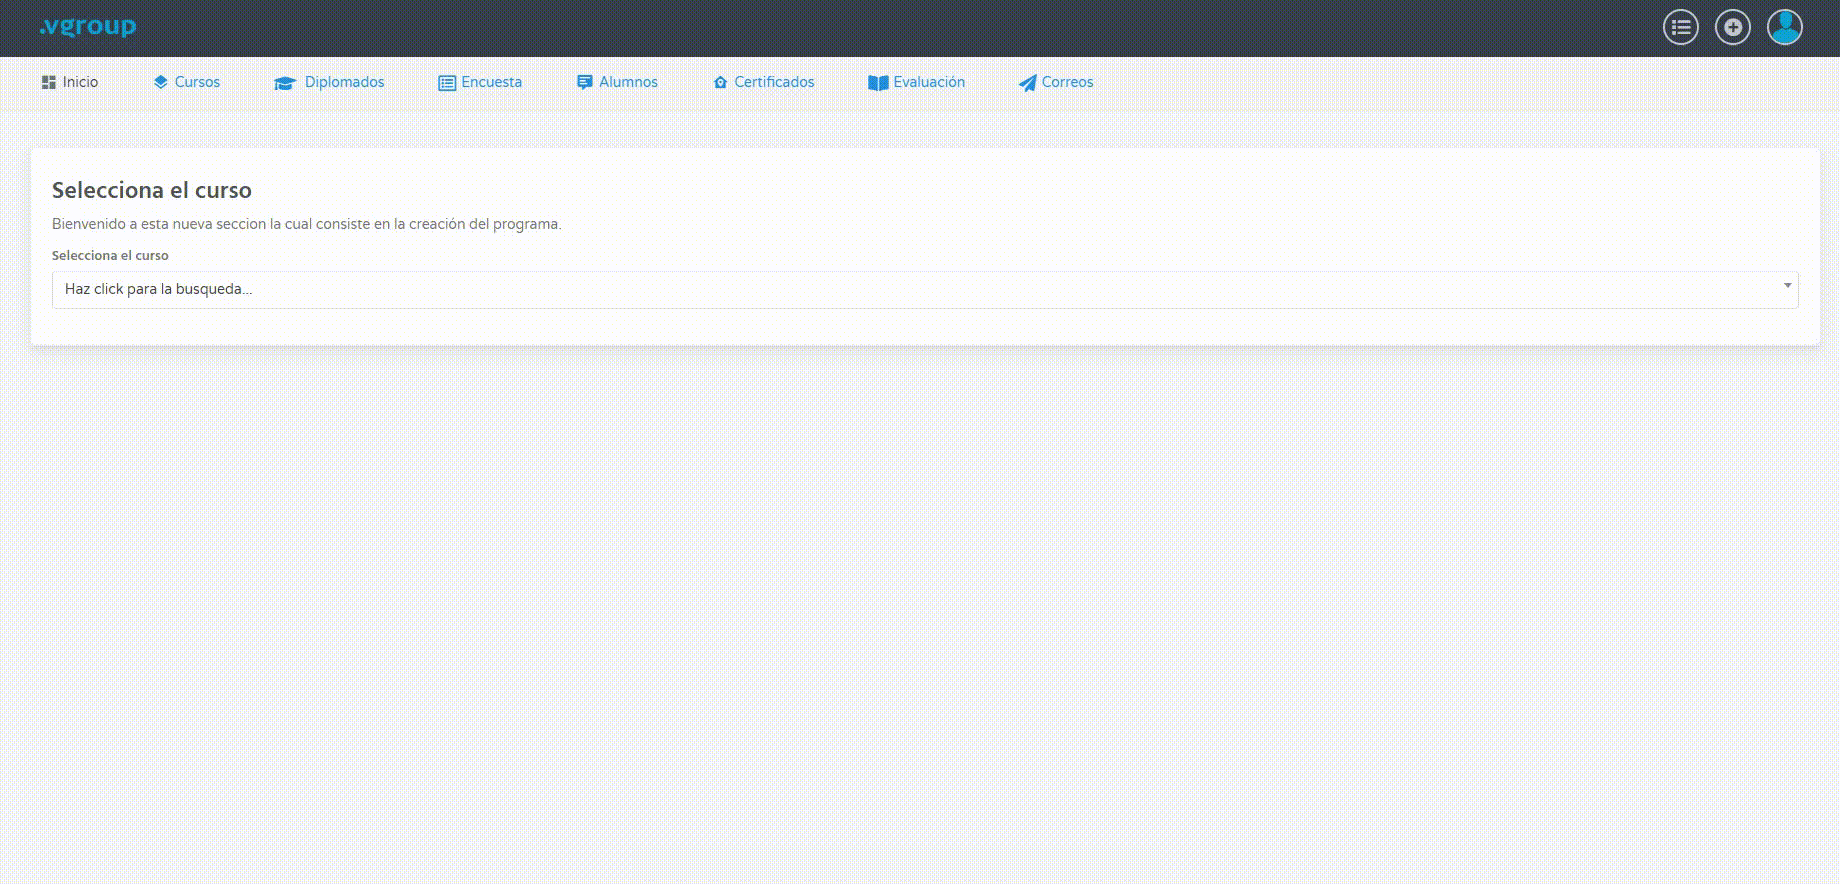 .vgroup
Inicio Cursos Diplomados Encuesta Alumnos Certificados Evaluación Correos
Selecciona el curso
Bienvenido a esta nueva seccion la cual consiste en la creación del programa.
Selecciona el curso
Haz click para la busqueda...